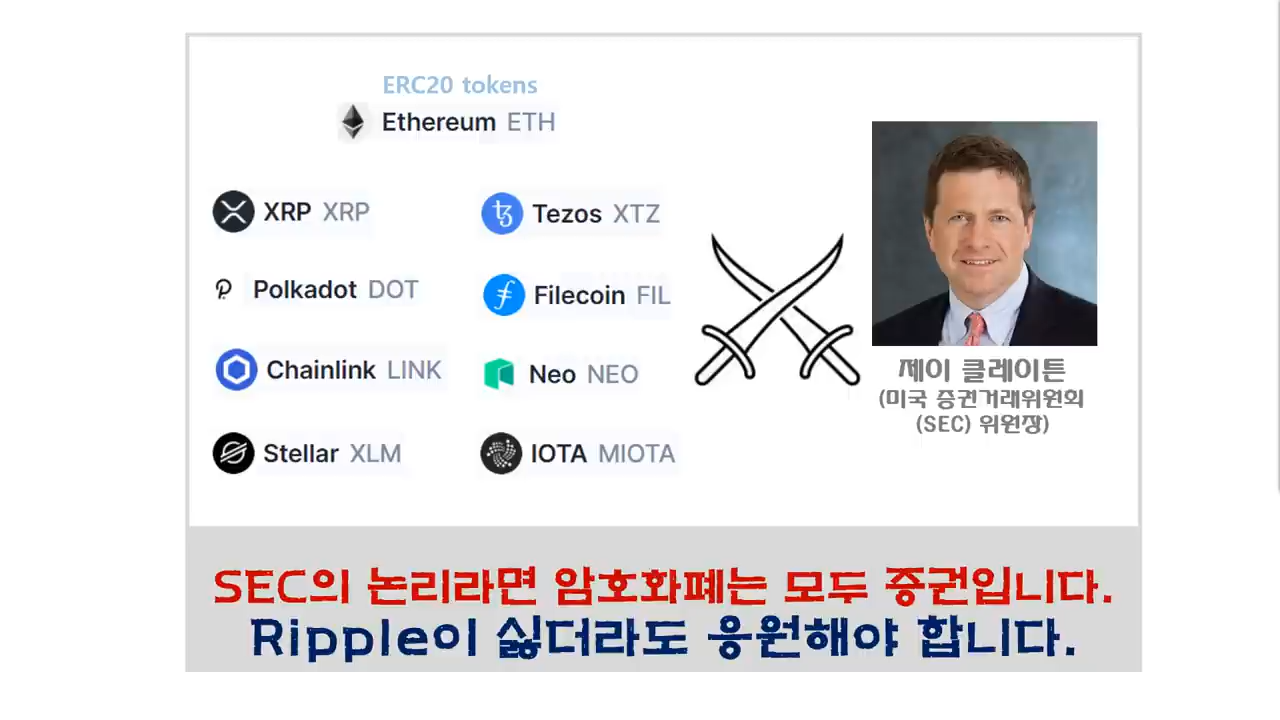 ERC20 tokens
Ethereum ETH
XRP XRP
Tezos XTZ
Polkadot DOT
Filecoin FIL
Chainlink LINK
Neo NEO
Stellar XLM
IOTA MIOTA
제이 클레이튼
(미국 증권거래위원회
(SEC) 위원장)
SEC의 논리라면 암호화폐는 모두 증권입니다.
Ripple이 싫더라도 응원해야 합니다.